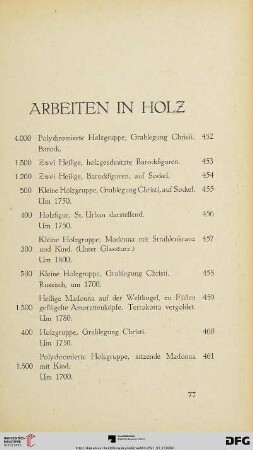 ARBEITEN IN HOLZ
4.000 Polychromierte Holzgruppe, Grablegung Christi. 452
Barock.
1.500 Zwei Heilige, holzgeschnitzte Barockfiguren. 453
1.200 Zwei Heilige, Barockfiguren, auf Sockel. 454
500 Kleine Holzgruppe, Grablegung Christi, auf Sockel. 455
Um 1750.
400 Holzfigur, St. Urban darstellend. 456
Um 1750.
Kleine Holzgruppe, Madonna mit Strahlenkranz 457
300 und Kind. (Unter Glassturz.)
Um 1800.
500 Kleine Holzgruppe, Grablegung Christi. 458
Russisch, um 1700.
Heilige Madonna auf der Weltkugel, zu Füßen 459
1.500 geflügelte Amorettenköpfe. Terrakotta vergoldet.
Um 1780.
400 Holzgruppe, Grablegung Christi. 460
Um 1750.
Polychromierte Holzgruppe, sitzende Madonna 461
1.500 mit Kind.
Um 1700.
77
UNIVERSITÄTS-
BIBLIOTHEK
HEIDELBERG
DFG